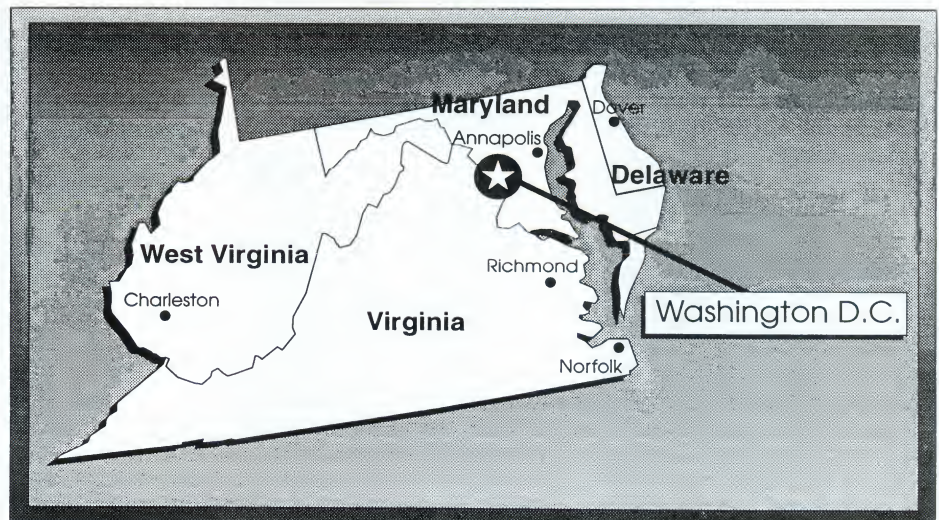 Maryland
Dover
Annapolis
Delaware
West Virginia
Richmond
Charleston
Washington D.C.
Virginia
Norfolk